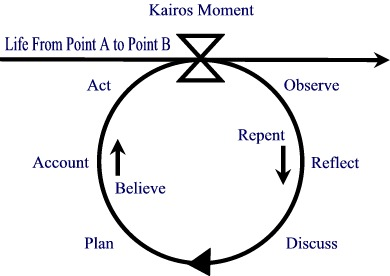 Kairos Moment
Life From Point A to Point B
Act
Observe
Repent
Account
Reflect
Believe
Plan
Discuss